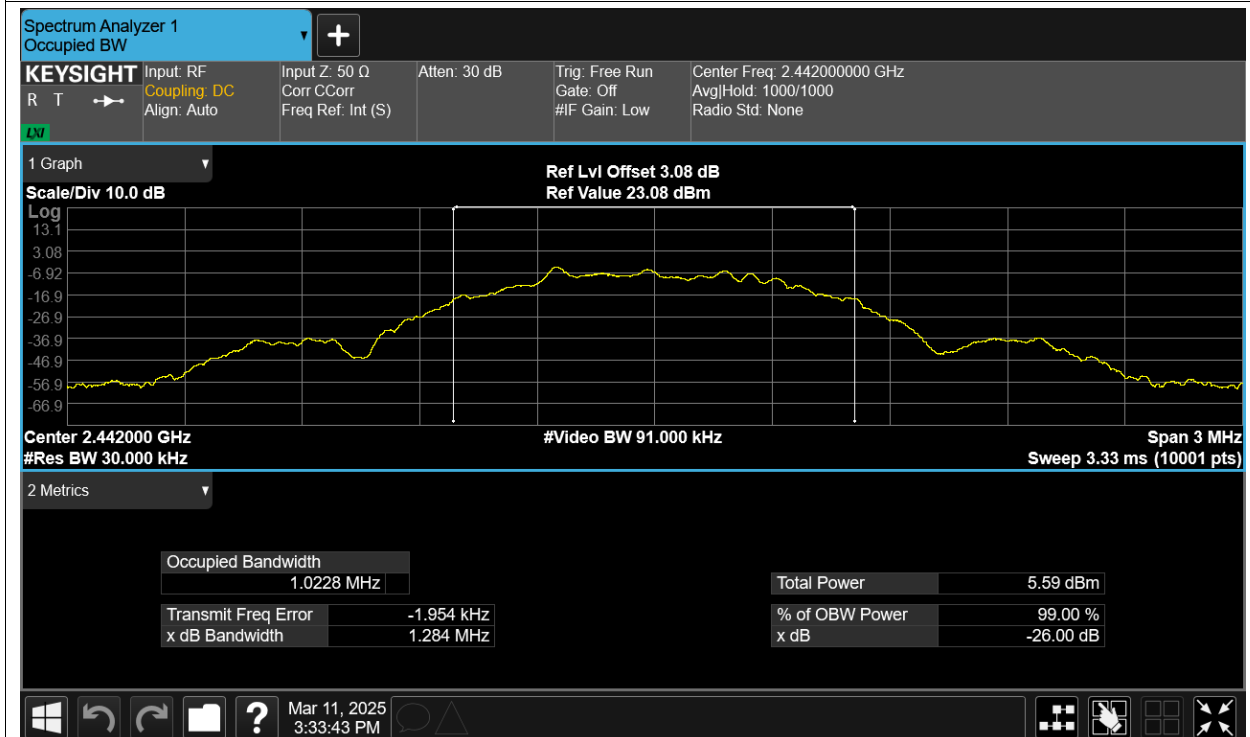 Spectrum Analyzer 1
Occupied BW
KEYSIGHT
R T
LXI
Input: RF
Coupling: DC
Align: Auto
Input Z: 50 Ω
Corr CCorr
Freq Ref: Int (S)
Atten: 30 dB
Trig: Free Run
Gate: Off
#IF Gain: Low
Center Freq: 2.442000000 GHz
Avg|Hold: 1000/1000
Radio Std: None
1 Graph
Scale/Div 10.0 dB
Ref Lvl Offset 3.08 dB
Ref Value 23.08 dBm
Log
13.1
3.08
-6.92
-16.9
-26.9
-36.9
-46.9
-56.9
-66.9
Center 2.442000 GHz
#Video BW 91.000 kHz
Span 3 MHz
#Res BW 30.000 kHz
Sweep 3.33 ms (10001 pts)
2 Metrics
Occupied Bandwidth
1.0228 MHz
Total Power 5.59 dBm
Transmit Freq Error -1.954 kHz
% of OBW Power 99.00 %
x dB Bandwidth 1.284 MHz
x dB -26.00 dB
?
Mar 11, 2025
3:33:43 PM